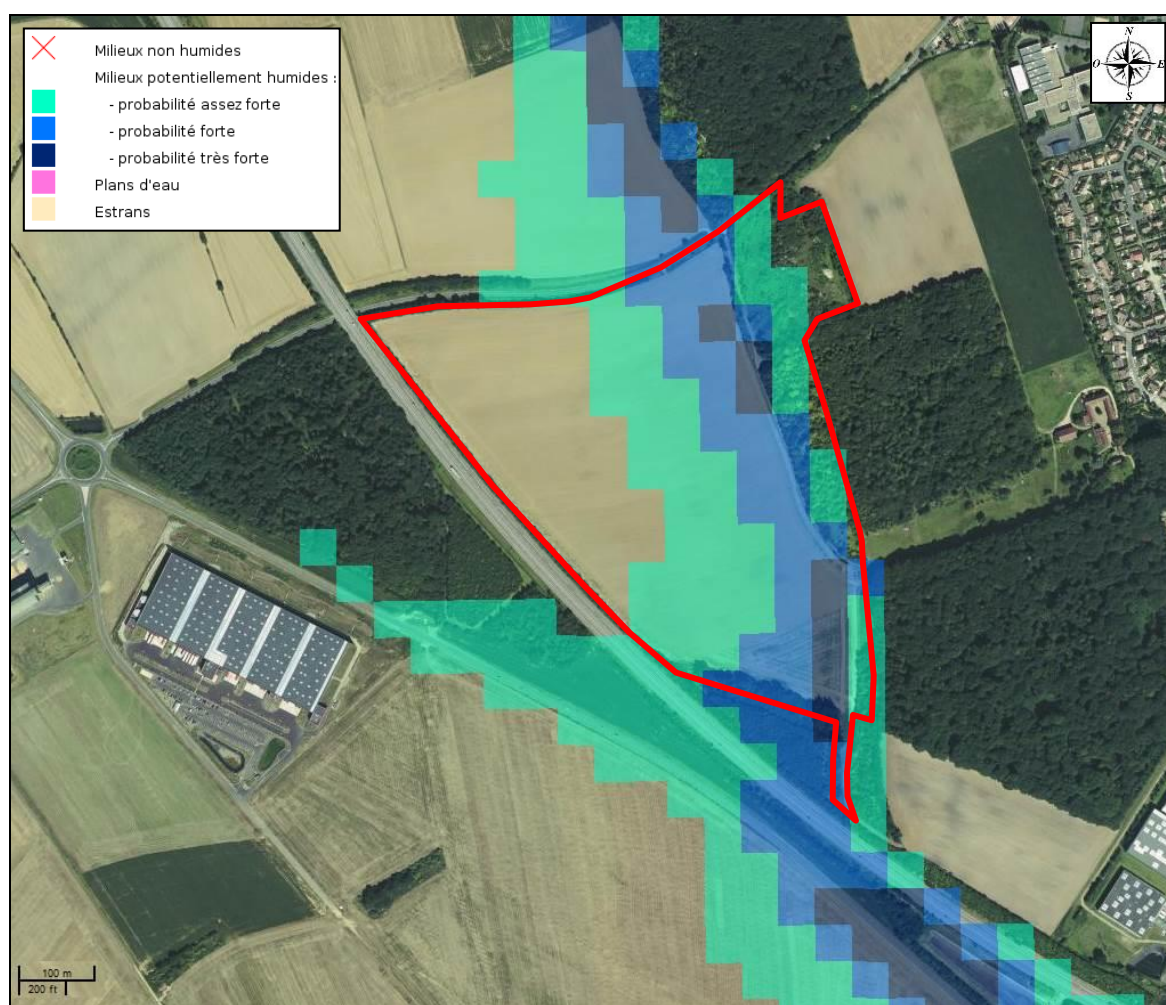 Milieux non humides
Milieux potentiellement humides :
- probabilité assez forte
- probabilité forte
- probabilité très forte
Plans d'eau
Estrans
N
O
E
S
100 m
200 ft